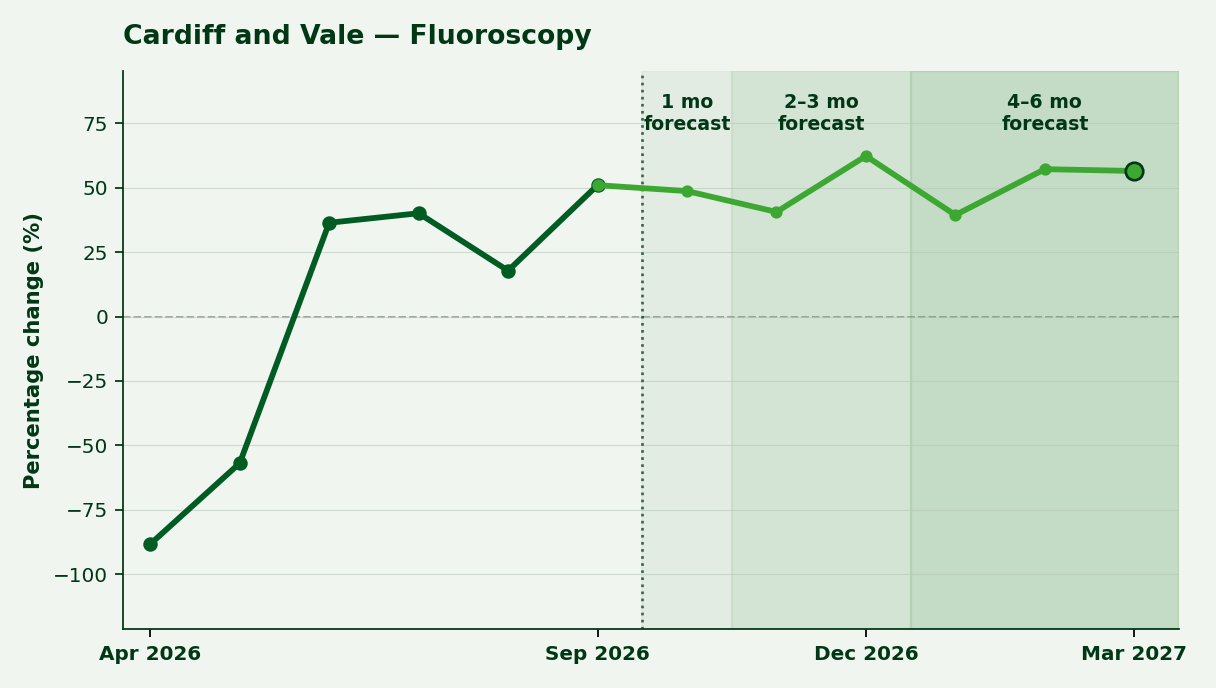 Cardiff and Vale — Fluoroscopy
1 mo
forecast
2–3 mo
forecast
4–6 mo
forecast
Percentage change (%)
75
50
25
0
−25
−50
−75
−100
Apr 2026
Sep 2026
Dec 2026
Mar 2027